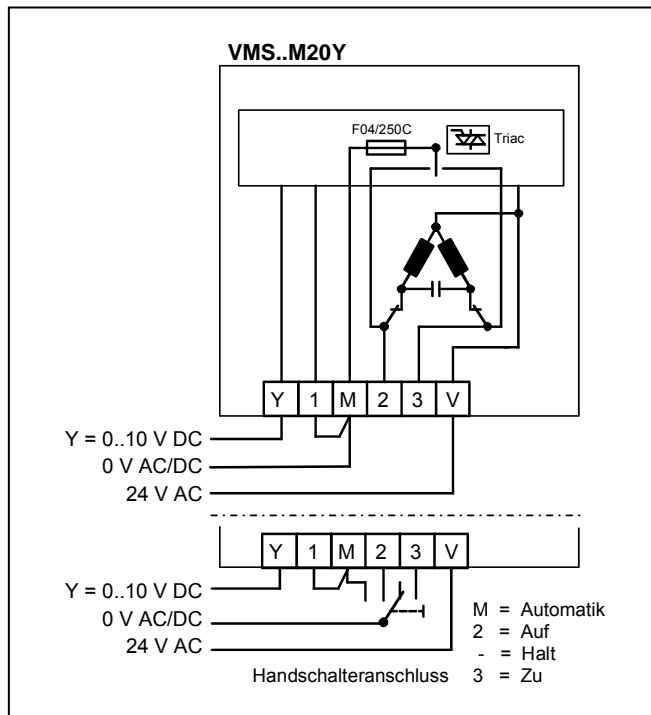 VMS..M20Y
F04/250C
Triac
Y 1 M 2 3 V
Y = 0..10 V DC
0 V AC/DC
24 V AC
Y 1 M 2 3 V
Y = 0..10 V DC
0 V AC/DC
24 V AC
M = Automatik
2 = Auf
- = Halt
Handschalteranschluss 3 = Zu